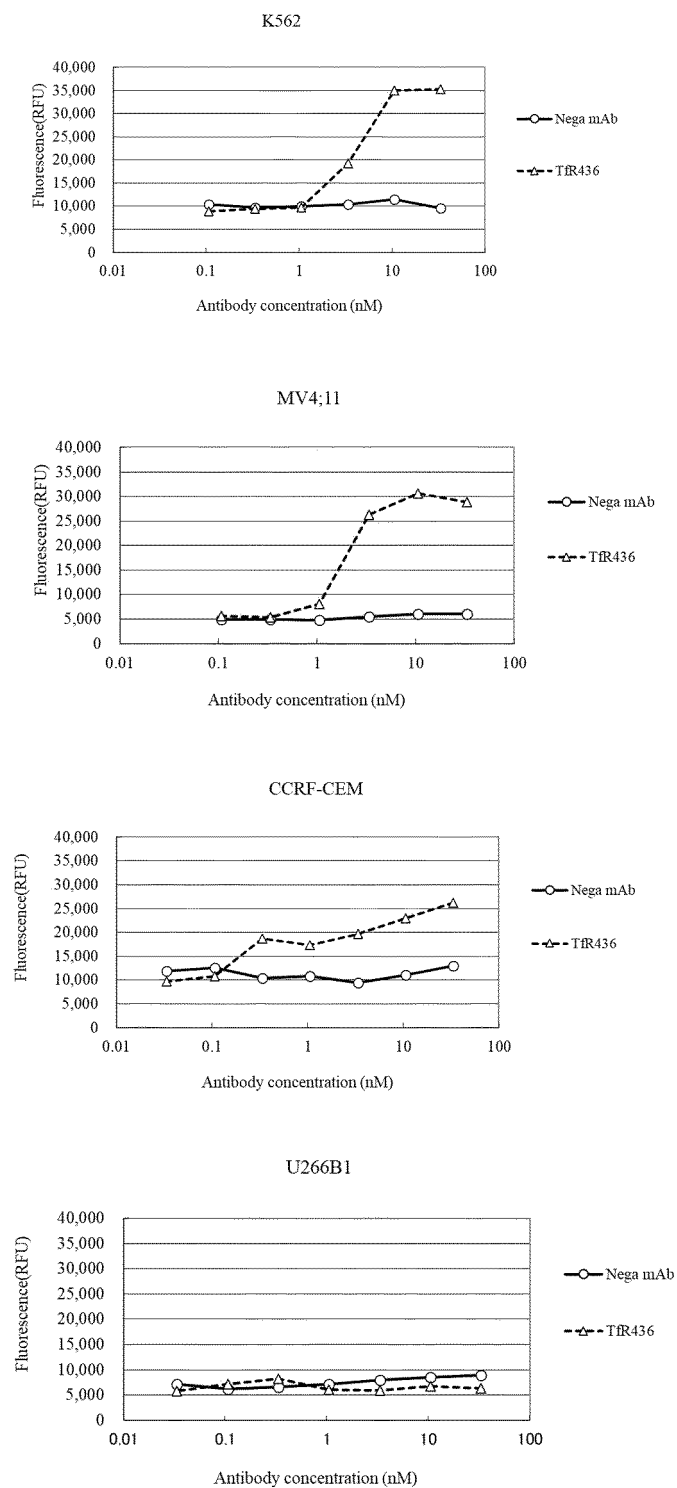 K562
Fluorescence(RFU)
40,000
35,000
30,000
25,000
20,000
15,000
10,000
5,000
0
0.01 0.1 1 10 100
Antibody concentration (nM)
Nega mAb
TfR436
MV4;11
Fluorescence(RFU)
40,000
35,000
30,000
25,000
20,000
15,000
10,000
5,000
0
0.01 0.1 1 10 100
Antibody concentration (nM)
Nega mAb
TfR436
CCRF-CEM
Fluorescence(RFU)
40,000
35,000
30,000
25,000
20,000
15,000
10,000
5,000
0
0.01 0.1 1 10 100
Antibody concentration (nM)
Nega mAb
TfR436
U266B1
Fluorescence(RFU)
40,000
35,000
30,000
25,000
20,000
15,000
10,000
5,000
0
0.01 0.1 1 10 100
Antibody concentration (nM)
Nega mAb
TfR436